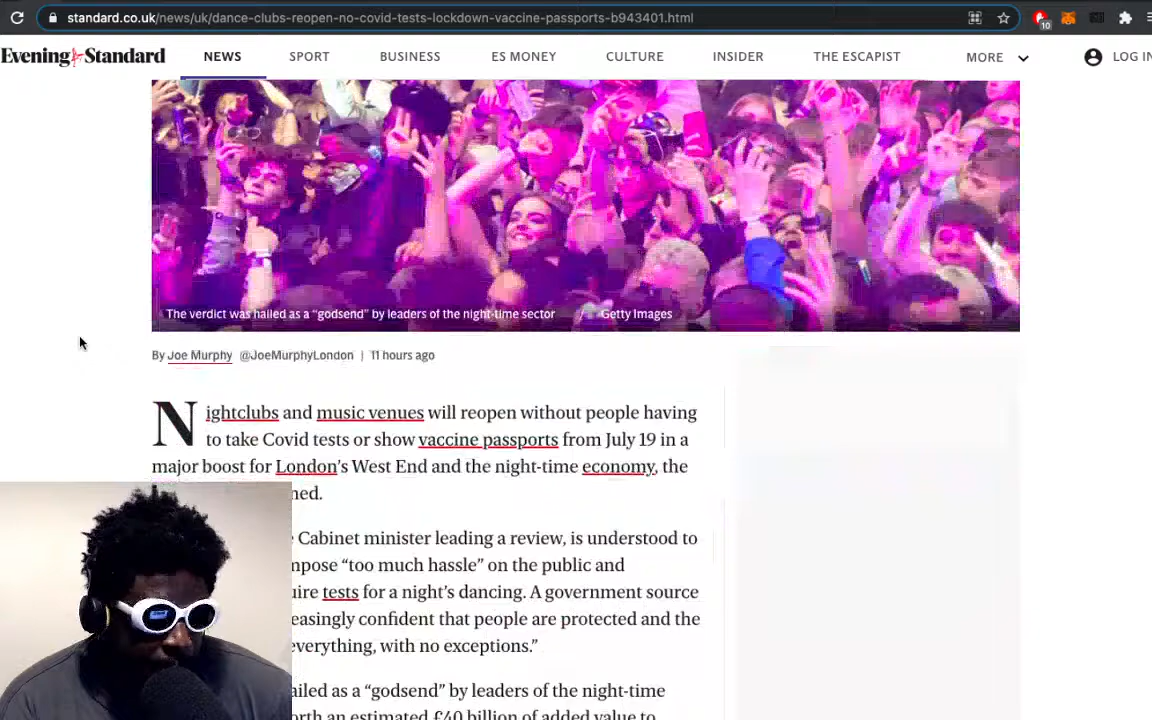 standard.co.uk/news/uk/dance-clubs-reopen-no-covid-tests-lockdown-vaccine-passports-b943401.html
10
Evening Standard
NEWS
SPORT
BUSINESS
ES MONEY
CULTURE
INSIDER
THE ESCAPIST
MORE
LOG IN
The verdict was hailed as a “godsend” by leaders of the night-time sector / Getty Images
By Joe Murphy @JoeMurphyLondon | 11 hours ago
Nightclubs and music venues will reopen without people having
to take Covid tests or show vaccine passports from July 19 in a
major boost for London’s West End and the night-time economy, the
ned.
Cabinet minister leading a review, is understood to
mpose “too much hassle” on the public and
uire tests for a night’s dancing. A government source
easingly confident that people are protected and the
everything, with no exceptions.”
ailed as a “godsend” by leaders of the night-time
orth an estimated £40 billion of added value to